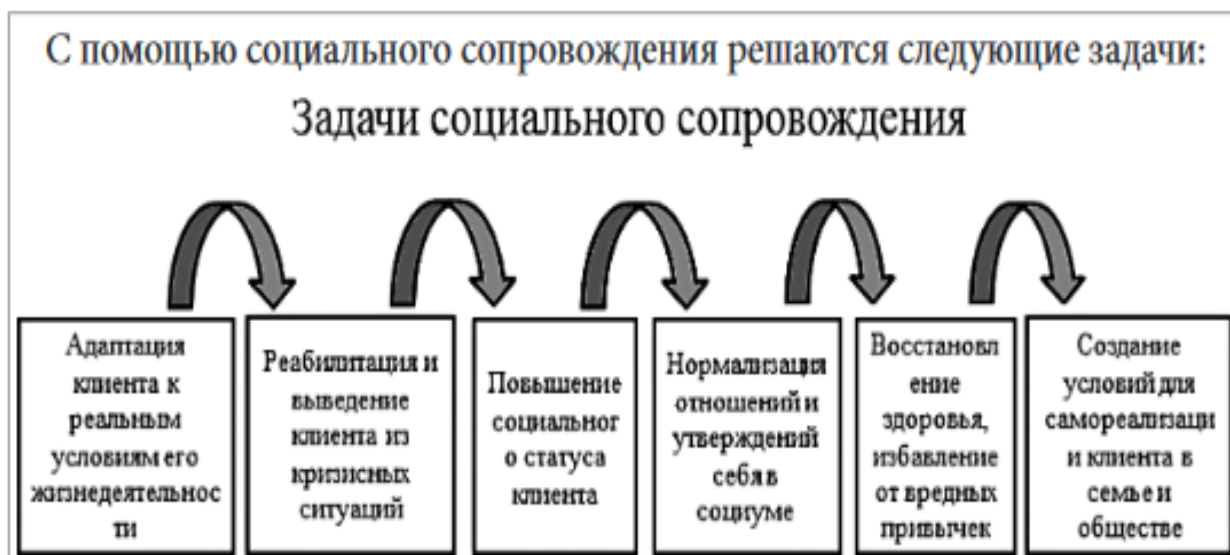 С помощью социального сопровождения решаются следующие задачи:
Задачи социального сопровождения
Адаптация
клиента к
реальным
условиям его
жизнедеятельнос
ти
Реабилитация и
выведение
клиента из
кризисных
ситуаций
Повышение
социальног
о статуса
клиента
Нормализация
отношений и
утверждений
себя в
социуме
Восстановл
ение
здоровья,
избавление
от вредных
привычек
Создание
условий для
самореализаци
и клиента в
семье и
обществе